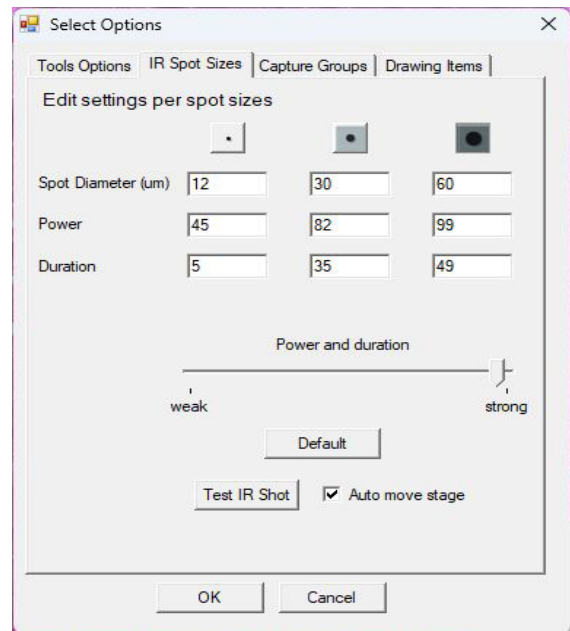 Select Options
Tools Options IR Spot Sizes Capture Groups Drawing Items
Edit settings per spot sizes
Spot Diameter (um) 12 30 60
Power 45 82 99
Duration 5 35 49
Power and duration
weak strong
Default
Test IR Shot Auto move stage
OK Cancel